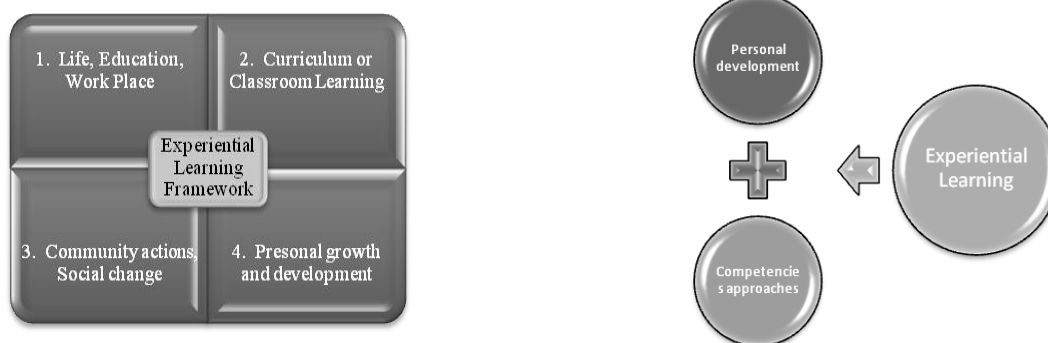 1. Life, Education,
Work Place
2. Curriculum or
Classroom Learning
Experiential
Learning
Framework
3. Community actions,
Social change
4. Presonal growth
and development
Personal
development
Competencie
s approaches
Experiential
Learning